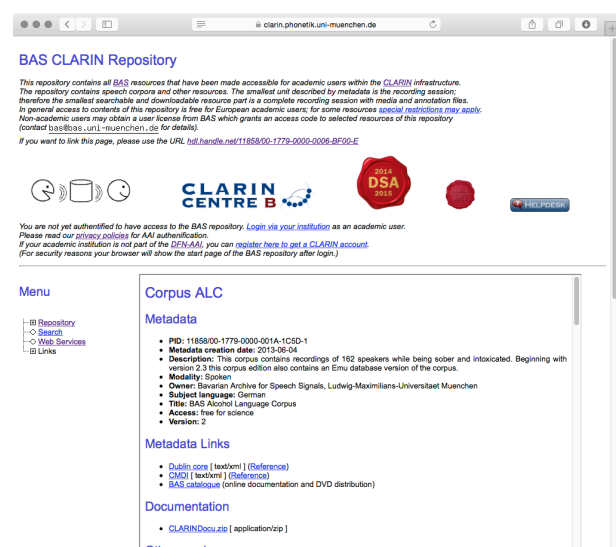 clarin.phonetik.uni-muenchen.de
BAS CLARIN Repository
This repository contains all BAS resources that have been made accessible for academic users within the CLARIN infrastructure.
The repository contains speech corpora and other resources. The smallest unit described by metadata is the recording session;
therefore the smallest searchable and downloadable resource part is a complete recording session with media and annotation files.
In general access to contents of this repository is free for European academic users; for some resources special restrictions may apply.
Non-academic users may obtain a user license from BAS which grants an access code to selected resources of this repository
(contact bas@bas.uni-muenchen.de for details).
If you want to link this page, please use the URL hdl.handle.net/11858/00-1779-0000-0006-BF00-E
CLARIN
CENTRE B
2014
DSA
2015
HELPDESK
You are not yet authentified to have access to the BAS repository. Login via your institution as an academic user.
Please read our privacy policies for AAI authenification.
If your academic institution is not part of the DFN-AAI, you can register here to get a CLARIN account.
(For security reasons your browser will show the start page of the BAS repository after login.)
Menu
Repository
Search
Web Services
Links
Corpus ALC
Metadata
• PID: 11858/00-1779-0000-001A-1C5D-1
• Metadata creation date: 2013-06-04
• Description: This corpus contains recordings of 162 speakers while being sober and intoxicated. Beginning with
version 2.3 this corpus edition also contains an Emu database version of the corpus.
• Modality: Spoken
• Owner: Bavarian Archive for Speech Signals, Ludwig-Maximilians-Universitaet Muenchen
• Subject language: German
• Title: BAS Alcohol Language Corpus
• Access: free for science
• Version: 2
Metadata Links
• Dublin core [ text/xml ] (Reference)
• CMDI [ text/xml ] (Reference)
• BAS catalogue (online documentation and DVD distribution)
Documentation
• CLARINDocu.zip [ application/zip ]